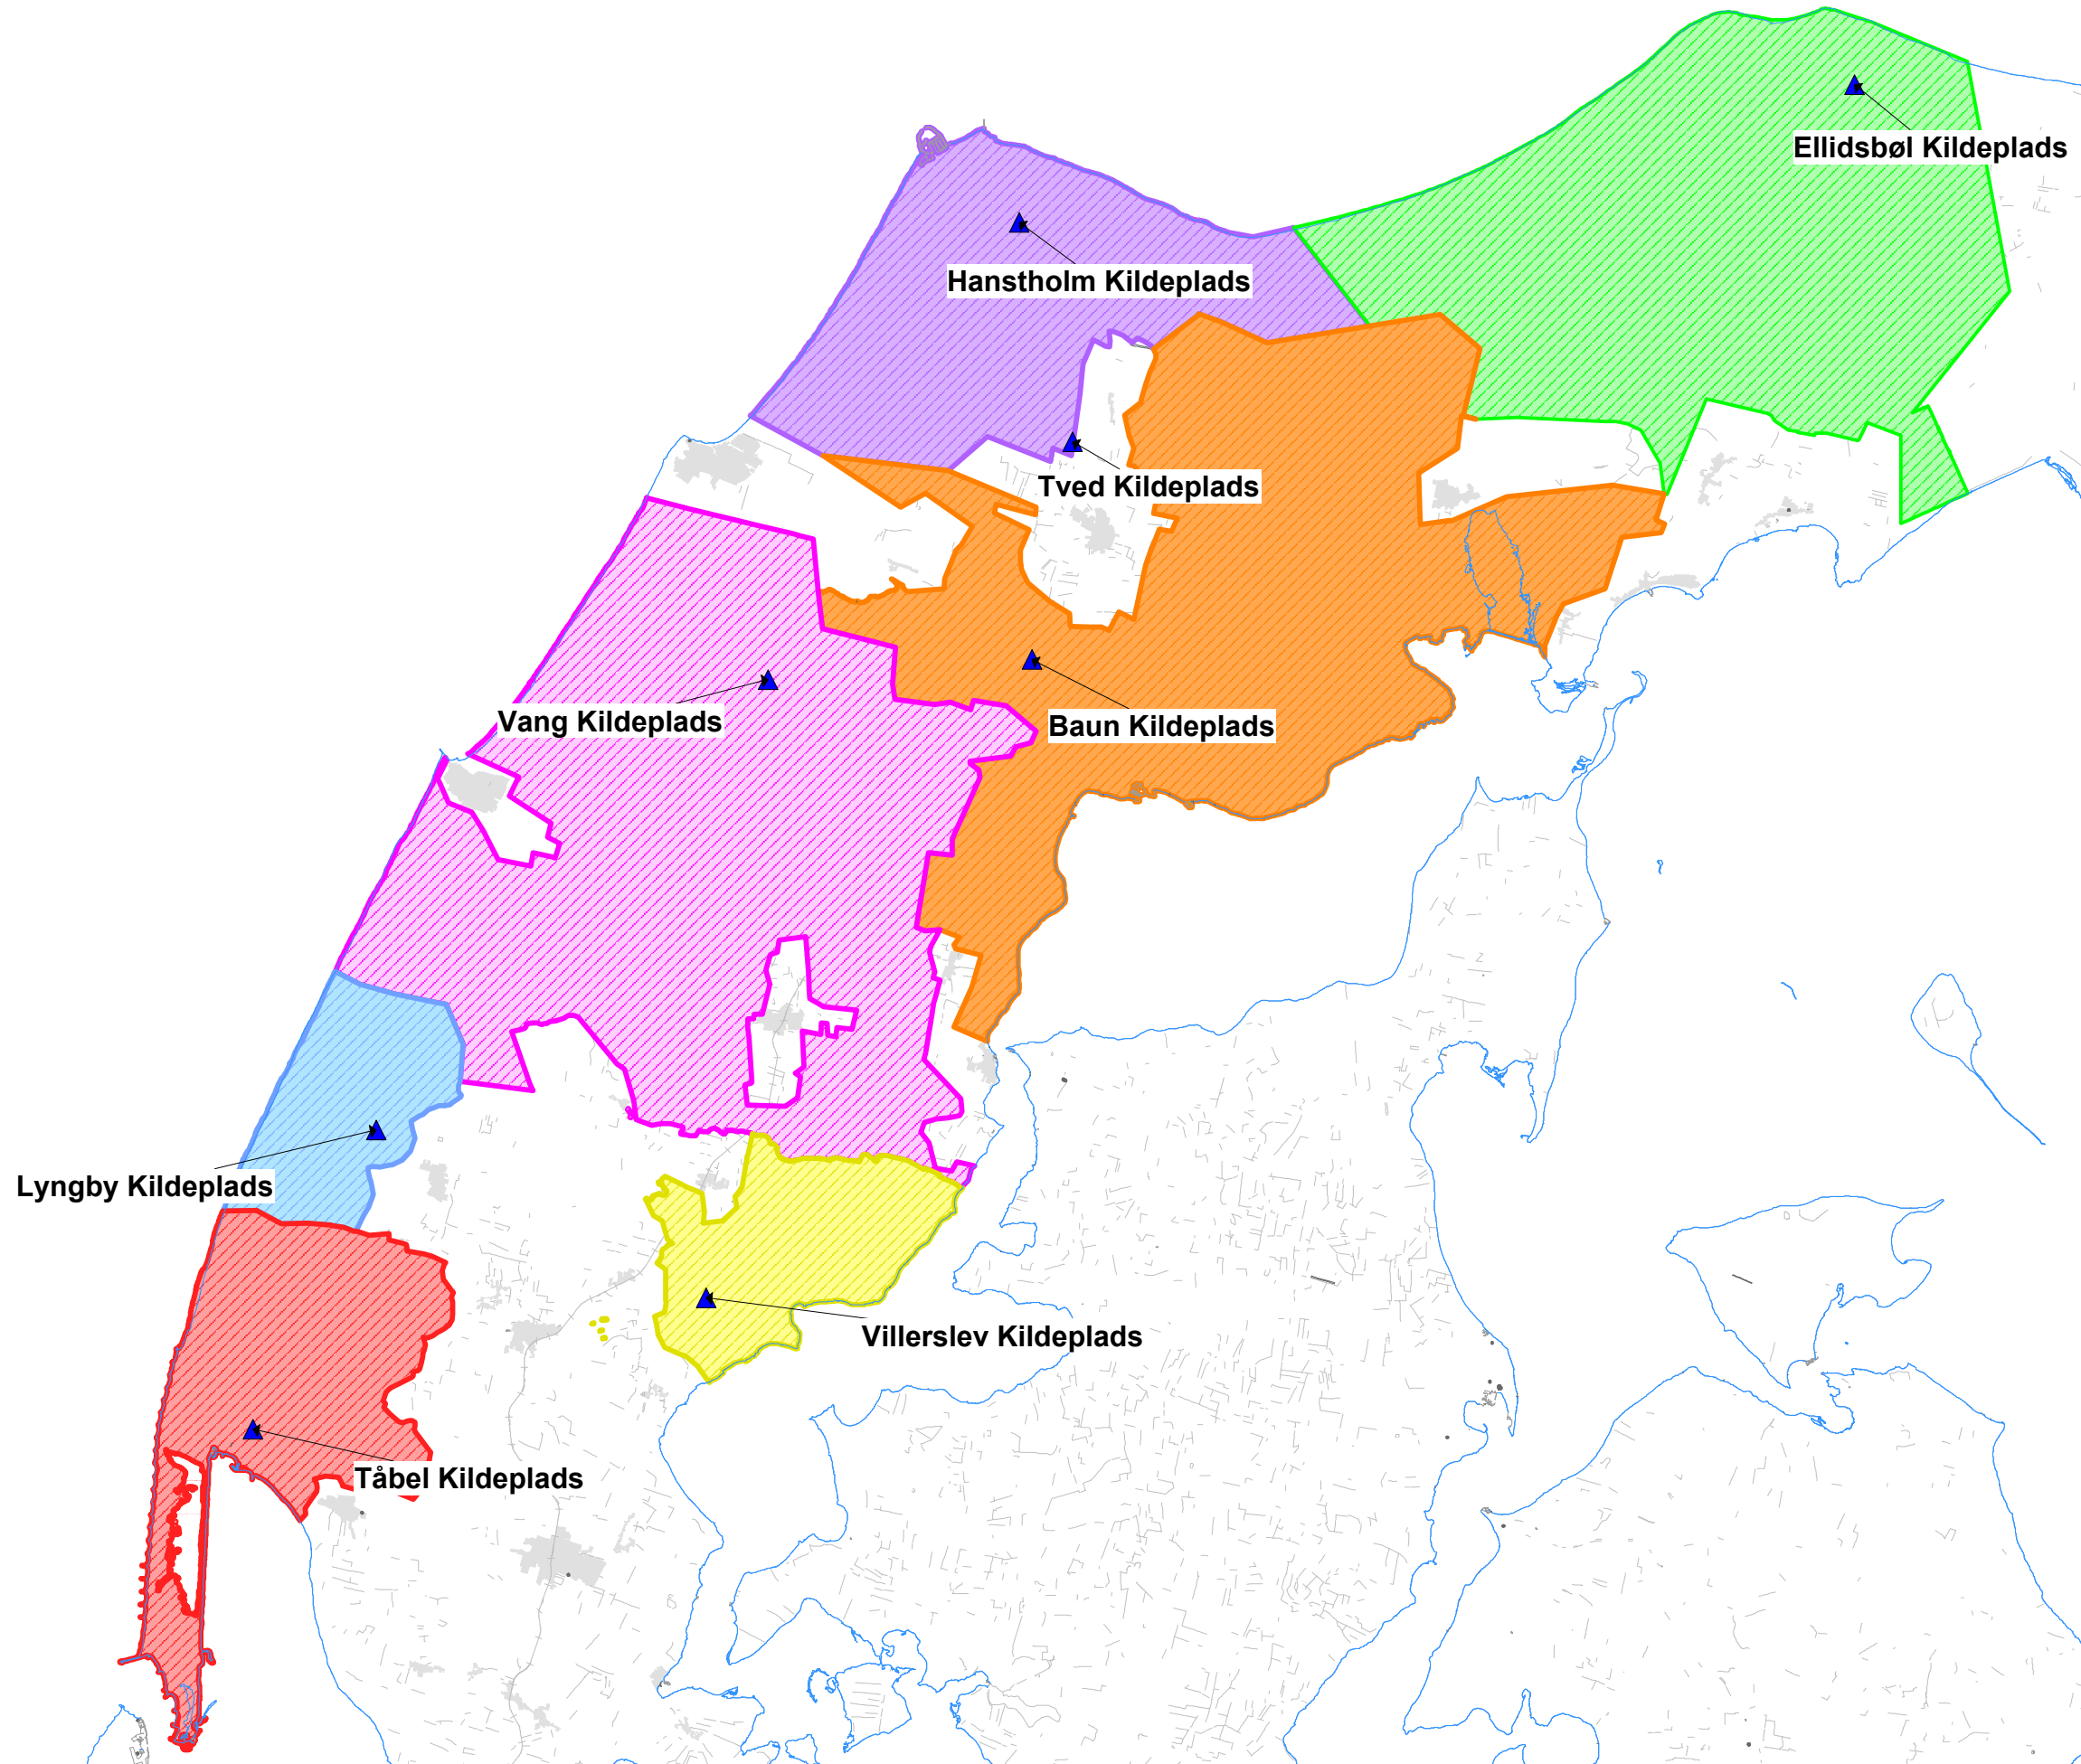 Ellidsbøl Kildeplads
Hanstholm Kildeplads
Tved Kildeplads
Vang Kildeplads
Baun Kildeplads
Lyngby Kildeplads
Villerslev Kildeplads
Tåbel Kildeplads